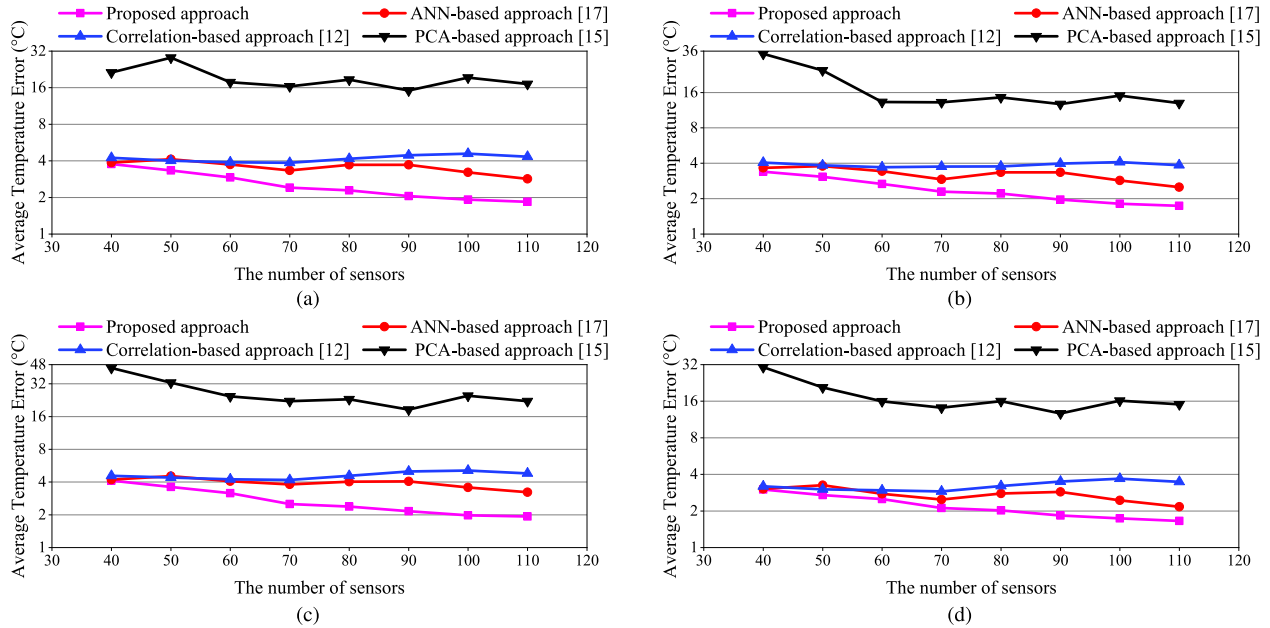 Proposed approach
ANN-based approach [17]
Correlation-based approach [12]
PCA-based approach [15]
Average Temperature Error (°C)
32
16
8
4
2
1
30 40 50 60 70 80 90 100 110 120
The number of sensors
(a)
Proposed approach
ANN-based approach [17]
Correlation-based approach [12]
PCA-based approach [15]
Average Temperature Error (°C)
36
16
8
4
2
1
30 40 50 60 70 80 90 100 110 120
The number of sensors
(b)
Proposed approach
ANN-based approach [17]
Correlation-based approach [12]
PCA-based approach [15]
Average Temperature Error (°C)
48
32
16
8
4
2
1
30 40 50 60 70 80 90 100 110 120
The number of sensors
(c)
Proposed approach
ANN-based approach [17]
Correlation-based approach [12]
PCA-based approach [15]
Average Temperature Error (°C)
32
16
8
4
2
1
30 40 50 60 70 80 90 100 110 120
The number of sensors
(d)